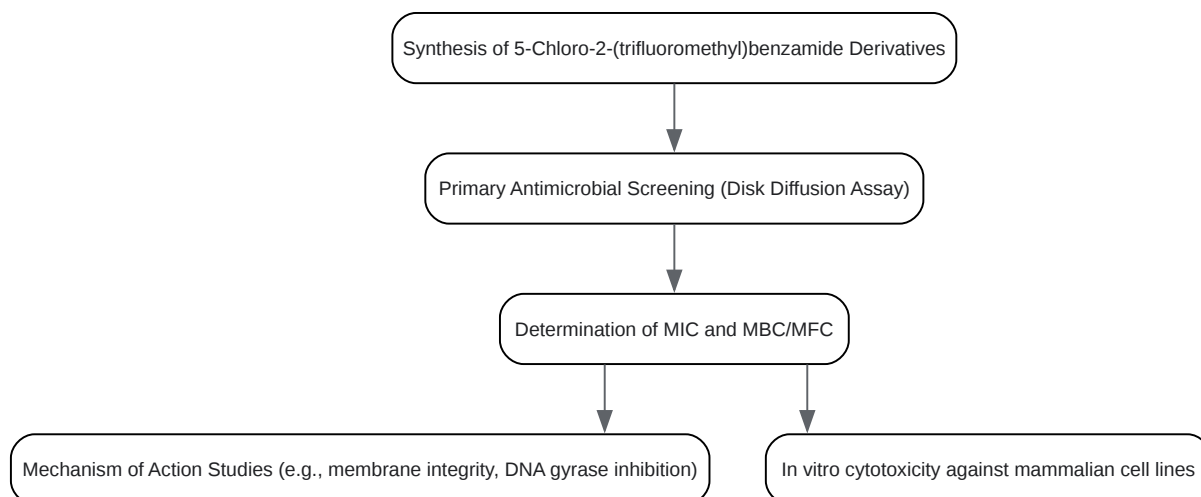 Synthesis of 5-Chloro-2-(trifluoromethyl)benzamide Derivatives
Primary Antimicrobial Screening (Disk Diffusion Assay)
Determination of MIC and MBC/MFC
Mechanism of Action Studies (e.g., membrane integrity, DNA gyrase inhibition)
In vitro cytotoxicity against mammalian cell lines